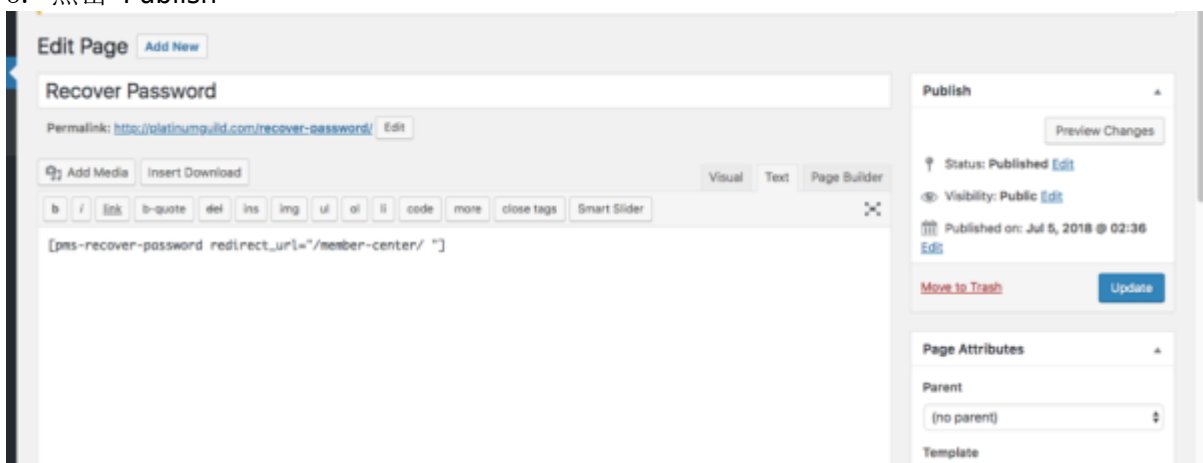 点击 Publish
Edit Page Add New
Recover Password
Permalink: http://platinumguild.com/recover-password/ Edit
Add Media Insert Download
Visual Text Page Builder
b i link b-quote del ins img ul ol li code more close tags Smart Slider
[pms-recover-password redirect_url="/member-center/ "]
Publish
Preview Changes
Status: Published Edit
Visibility: Public Edit
Published on: Jul 5, 2018 @ 02:36
Edit
Move to Trash Update
Page Attributes
Parent
(no parent)
Template